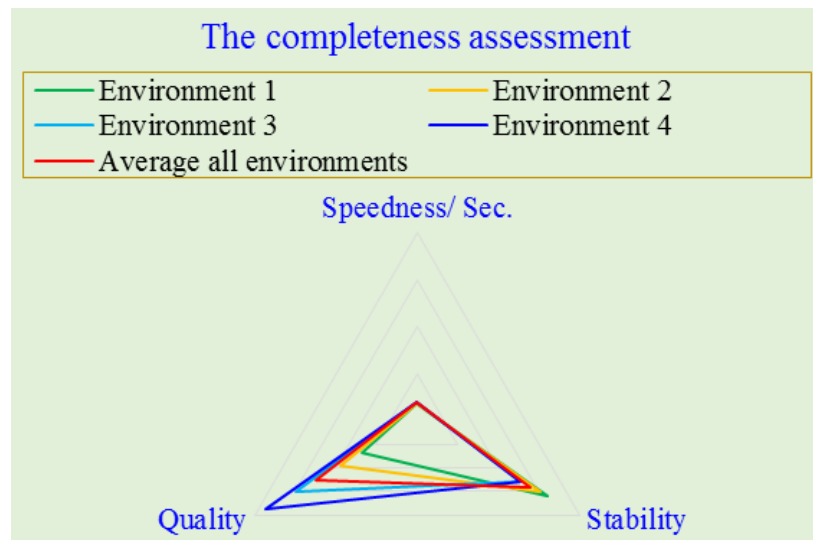 The completeness assessment
Environment 1
Environment 2
Environment 3
Environment 4
Average all environments
Speedness/ Sec.
Quality
Stability